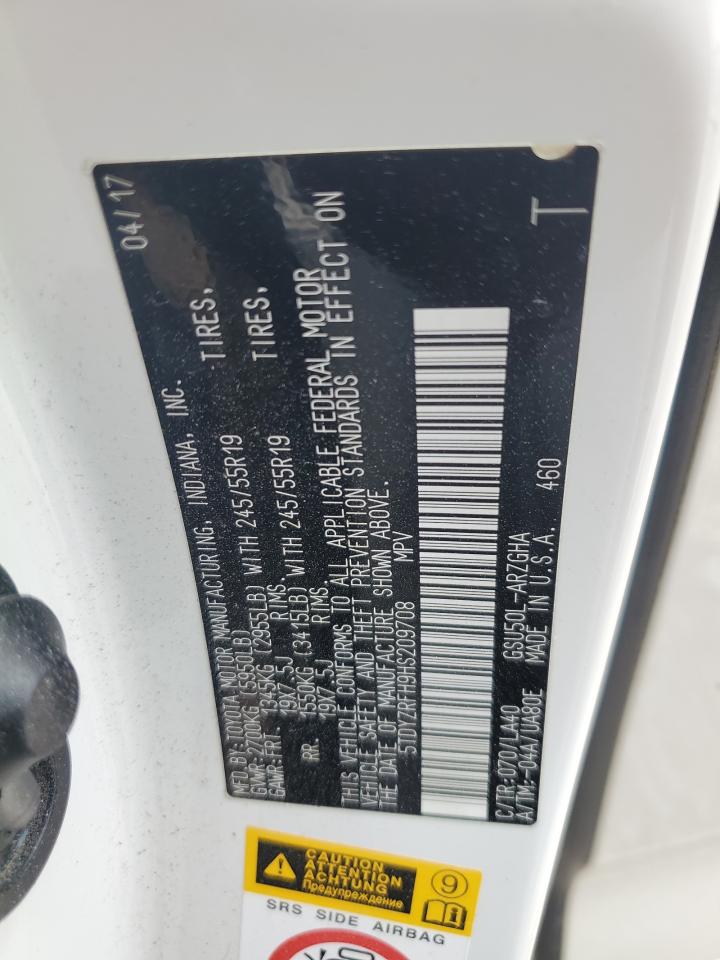 MFD.BY:TOYOTA MOTOR MANUFACTURING, INDIANA, INC. 04/17
GVWR: 2700KG (5950LB)
GAWR:FRT. 1345KG (2955LB) WITH 245/55R19 TIRES,
19X7.5J RIMS.
RR. 1550KG (3415LB) WITH 245/55R19 TIRES,
19X7.5J RIMS,
THIS VEHICLE CONFORMS TO ALL APPLICABLE FEDERAL MOTOR
VEHICLE SAFETY AND THEFT PREVENTION STANDARDS IN EFFECT ON
THE DATE OF MANUFACTURE SHOWN ABOVE.
5TDYZRFH9HS209708 MPV
C/TR:070/LA40 GSU50L-ARZGHA
A/TM-04A/UA80E MADE IN U.S.A. 460 T
CAUTION
ATTENTION
ACHTUNG
Предупреждение
9
SRS SIDE AIRBAG